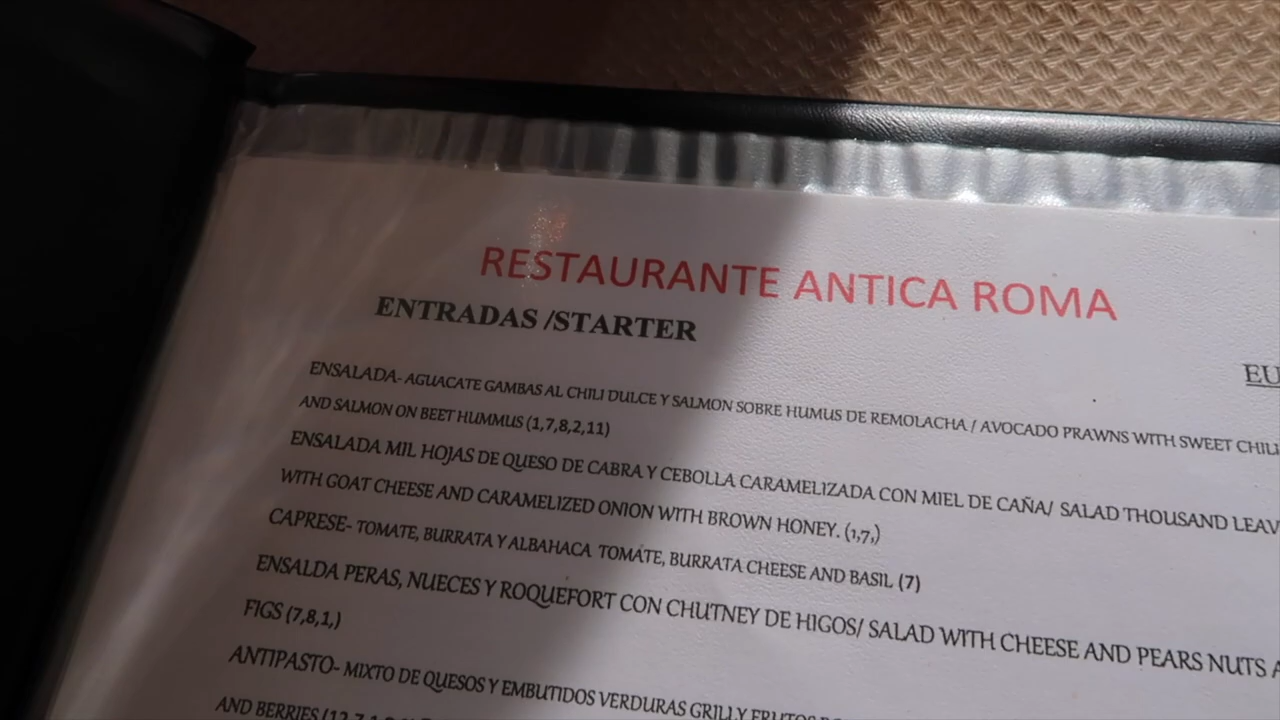 RESTAURANTE ANTICA ROMA
ENTRADAS /STARTER
EU
ENSALADA- AGUACATE GAMBAS AL CHILI DULCE Y SALMON SOBRE HUMUS DE REMOLACHA / AVOCADO PRAWNS WITH SWEET CHILI
AND SALMON ON BEET HUMMUS (1,7,8,2,11)
ENSALADA MIL HOJAS DE QUESO DE CABRA Y CEBOLLA CARAMELIZADA CON MIEL DE CAÑA/ SALAD THOUSAND LEAV
WITH GOAT CHEESE AND CARAMELIZED ONION WITH BROWN HONEY. (1,7,)
CAPRESE- TOMATE, BURRATA Y ALBAHACA TOMATE, BURRATA CHEESE AND BASIL (7)
ENSALDA PERAS, NUECES Y ROQUEFORT CON CHUTNEY DE HIGOS/ SALAD WITH CHEESE AND PEARS NUTS A
FIGS (7,8,1,)
ANTIPASTO- MIXTO DE QUESOS Y EMBUTIDOS VERDURAS GRILLY FRUTOS
AND BERRIES